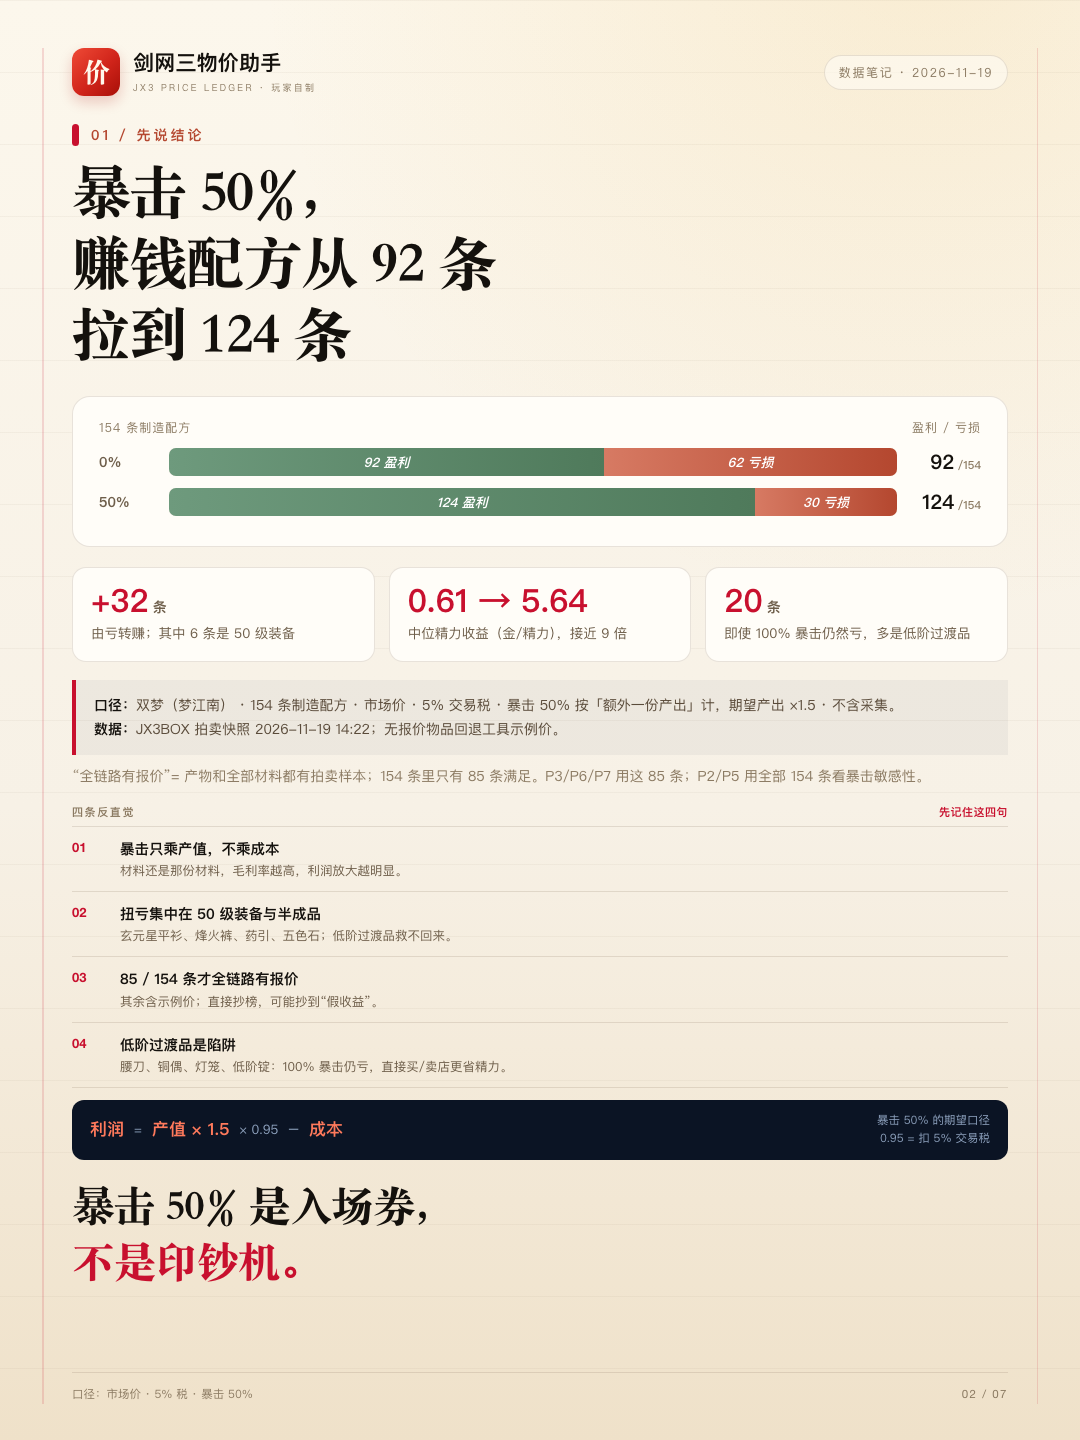 价
剑网三物价助手
JX3 PRICE LEDGER · 玩家自制
数据笔记 · 2026-11-19
01 / 先说结论
暴击 50%，
赚钱配方从 92 条
拉到 124 条
154 条制造配方
盈利 / 亏损
0%
92 盈利
62 亏损
92 /154
50%
124 盈利
30 亏损
124 /154
+32 条
由亏转赚；其中 6 条是 50 级装备
0.61 → 5.64
中位精力收益（金/精力），接近 9 倍
20 条
即使 100% 暴击仍然亏，多是低阶过渡品
口径：双梦（梦江南） · 154 条制造配方 · 市场价 · 5% 交易税 · 暴击 50% 按「额外一份产出」计，期望产出 ×1.5 · 不含采集。
数据：JX3BOX 拍卖快照 2026-11-19 14:22；无报价物品回退工具示例价。
“全链路有报价”= 产物和全部材料都有拍卖样本；154 条里只有 85 条满足。P3/P6/P7 用这 85 条；P2/P5 用全部 154 条看暴击敏感性。
四条反直觉
先记住这四句
01
暴击只乘产值，不乘成本
材料还是那份材料，毛利率越高，利润放大越明显。
02
扭亏集中在 50 级装备与半成品
玄元星平衫、烽火裤、药引、五色石；低阶过渡品救不回来。
03
85 / 154 条才全链路有报价
其余含示例价；直接抄榜，可能抄到“假收益”。
04
低阶过渡品是陷阱
腰刀、铜偶、灯笼、低阶锭：100% 暴击仍亏，直接买/卖店更省精力。
利润 = 产值 × 1.5 × 0.95 − 成本
暴击 50% 的期望口径
0.95 = 扣 5% 交易税
暴击 50% 是入场券，
不是印钞机。
口径：市场价 · 5% 税 · 暴击 50%
02 / 07